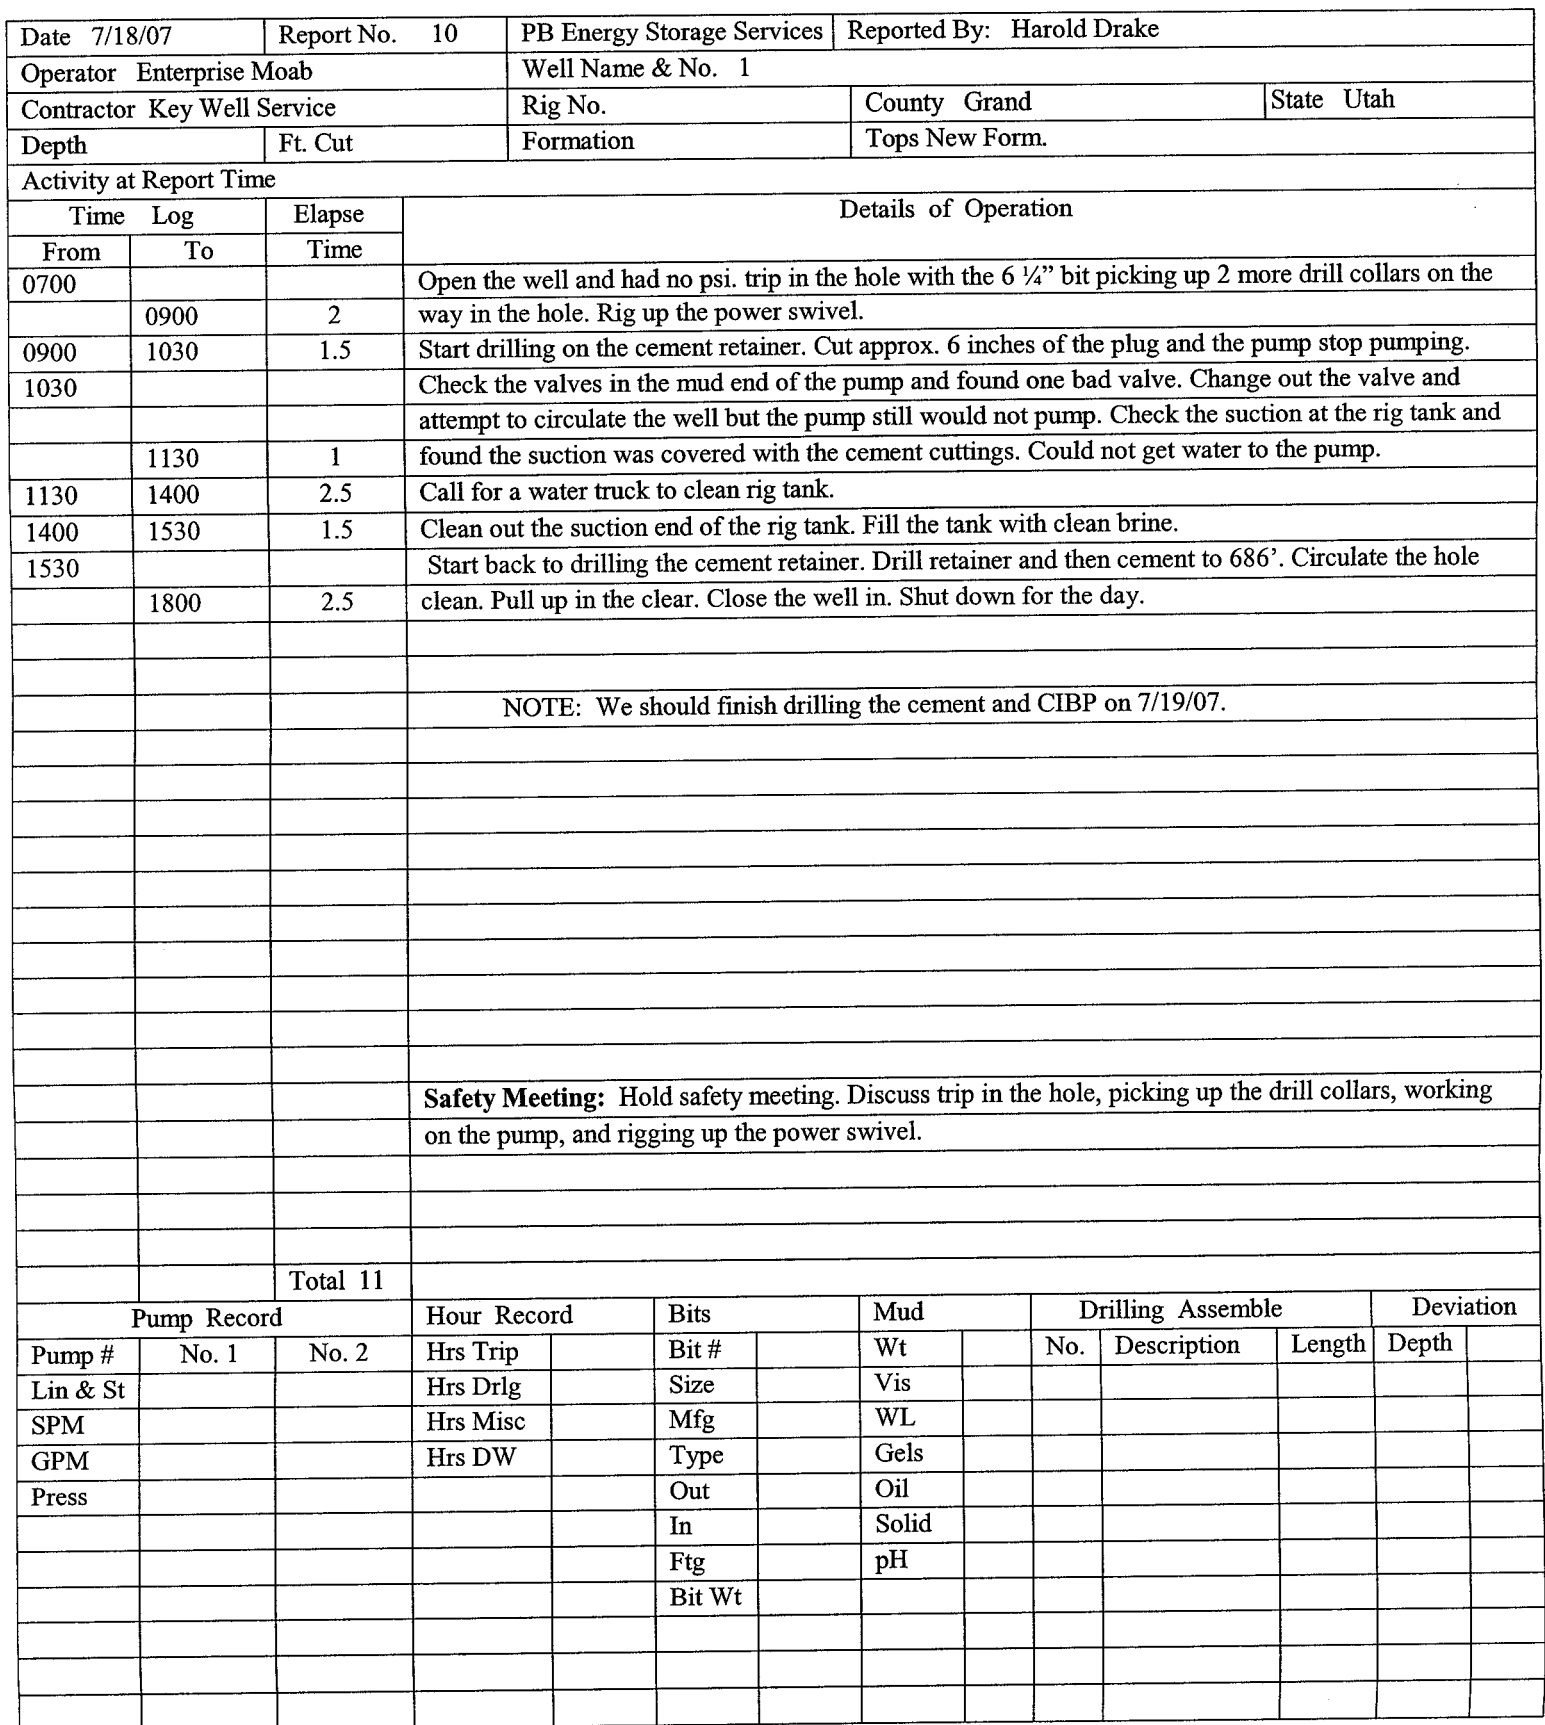 Date 7/18/07 Report No. 10 PB Energy Storage Services Reported By: Harold Drake
Operator Enterprise Moab Well Name & No. 1
Contractor Key Well Service Rig No. County Grand State Utah
Depth Ft. Cut Formation Tops New Form.
Activity at Report Time
Time Log Elapse Details of Operation
From To Time
0700 Open the well and had no psi. trip in the hole with the 6 ¼” bit picking up 2 more drill collars on the
0900 2 way in the hole. Rig up the power swivel.
0900 1030 1.5 Start drilling on the cement retainer. Cut approx. 6 inches of the plug and the pump stop pumping.
1030 Check the valves in the mud end of the pump and found one bad valve. Change out the valve and
attempt to circulate the well but the pump still would not pump. Check the suction at the rig tank and
1130 1 found the suction was covered with the cement cuttings. Could not get water to the pump.
1130 1400 2.5 Call for a water truck to clean rig tank.
1400 1530 1.5 Clean out the suction end of the rig tank. Fill the tank with clean brine.
1530 Start back to drilling the cement retainer. Drill retainer and then cement to 686’. Circulate the hole
1800 2.5 clean. Pull up in the clear. Close the well in. Shut down for the day.
NOTE: We should finish drilling the cement and CIBP on 7/19/07.
Safety Meeting: Hold safety meeting. Discuss trip in the hole, picking up the drill collars, working
on the pump, and rigging up the power swivel.
Total 11
Pump Record Hour Record Bits Mud Drilling Assemble Deviation
Pump # No. 1 No. 2 Hrs Trip Bit # Wt No. Description Length Depth
Lin & St Hrs Drlg Size Vis
SPM Hrs Misc Mfg WL
GPM Hrs DW Type Gels
Press Out Oil
In Solid
Ftg pH
Bit Wt